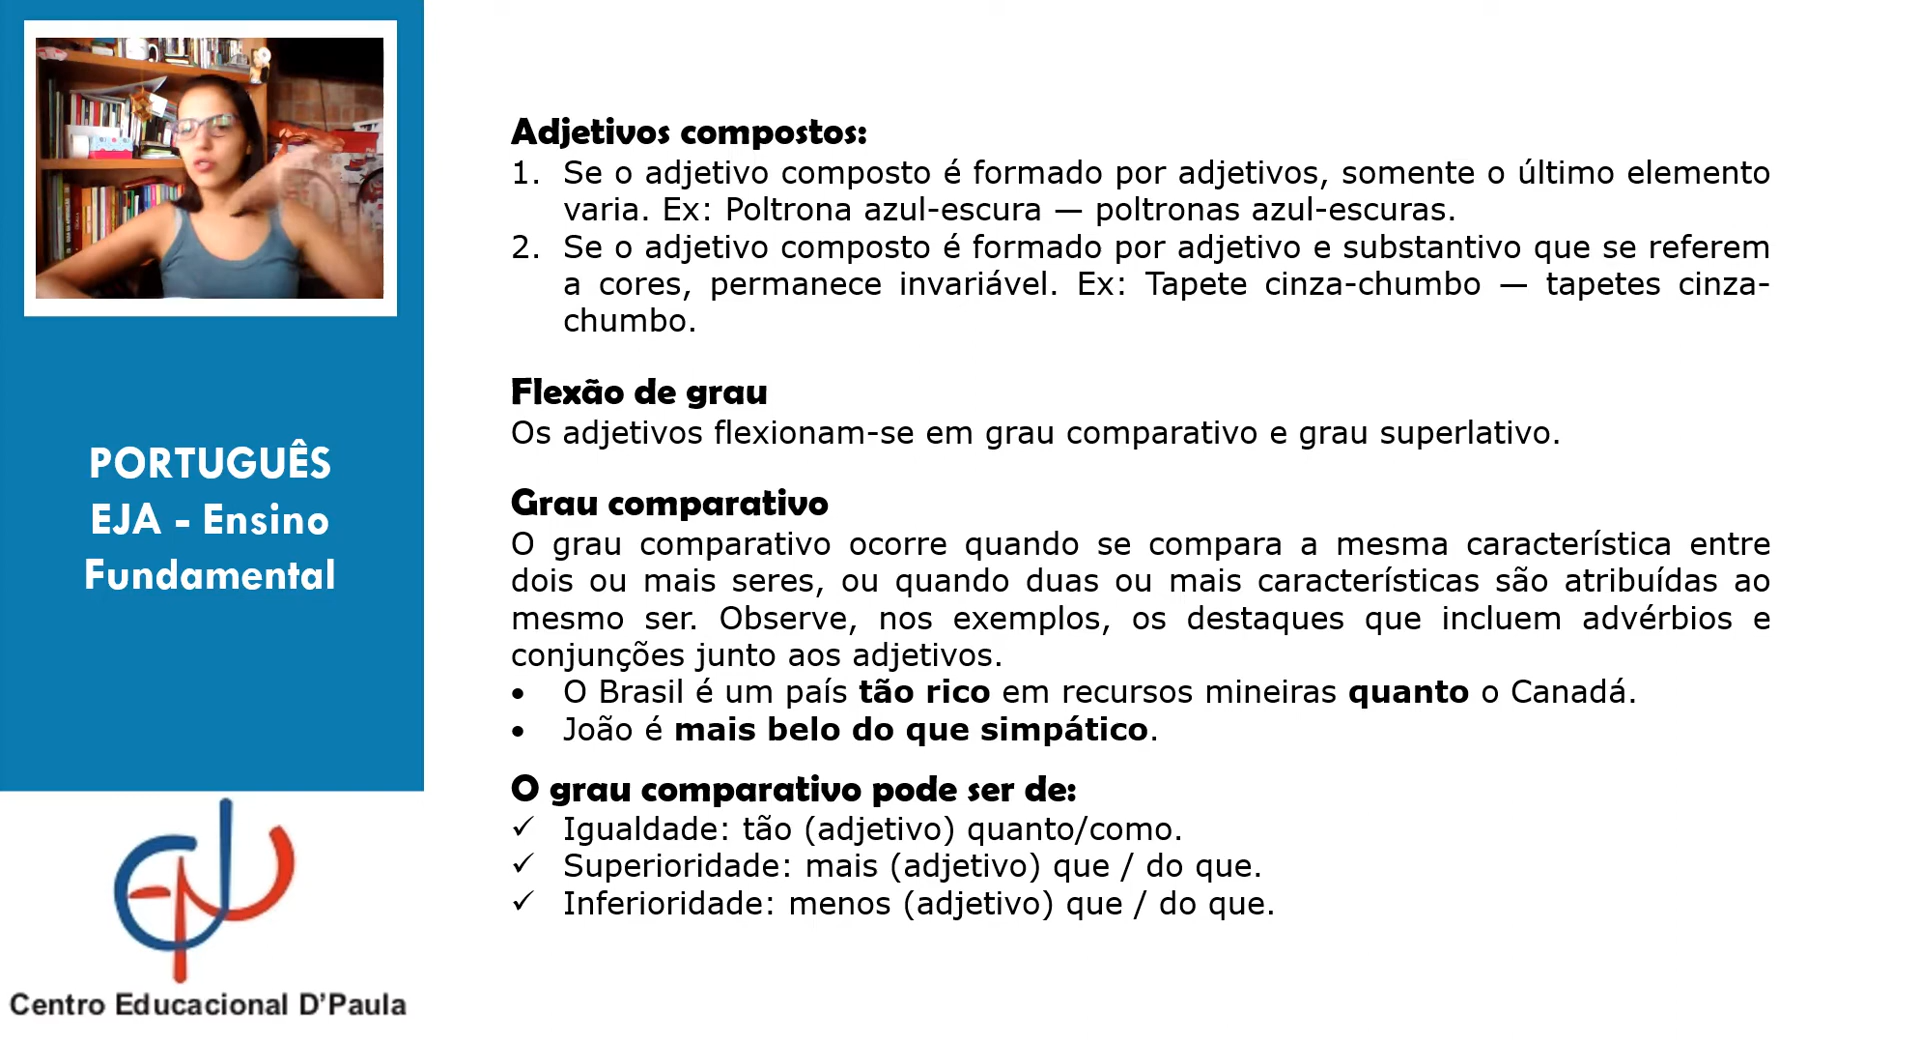 Adjetivos compostos:
1. Se o adjetivo composto é formado por adjetivos, somente o último elemento
varia. Ex: Poltrona azul-escura — poltronas azul-escuras.
2. Se o adjetivo composto é formado por adjetivo e substantivo que se referem
a cores, permanece invariável. Ex: Tapete cinza-chumbo — tapetes cinza-
chumbo.
Flexão de grau
Os adjetivos flexionam-se em grau comparativo e grau superlativo.
Grau comparativo
O grau comparativo ocorre quando se compara a mesma característica entre
dois ou mais seres, ou quando duas ou mais características são atribuídas ao
mesmo ser. Observe, nos exemplos, os destaques que incluem advérbios e
conjunções junto aos adjetivos.
• O Brasil é um país tão rico em recursos mineiras quanto o Canadá.
• João é mais belo do que simpático.
O grau comparativo pode ser de:
✓ Igualdade: tão (adjetivo) quanto/como.
✓ Superioridade: mais (adjetivo) que / do que.
✓ Inferioridade: menos (adjetivo) que / do que.
PORTUGUÊS
EJA - Ensino
Fundamental
Centro Educacional D'Paula